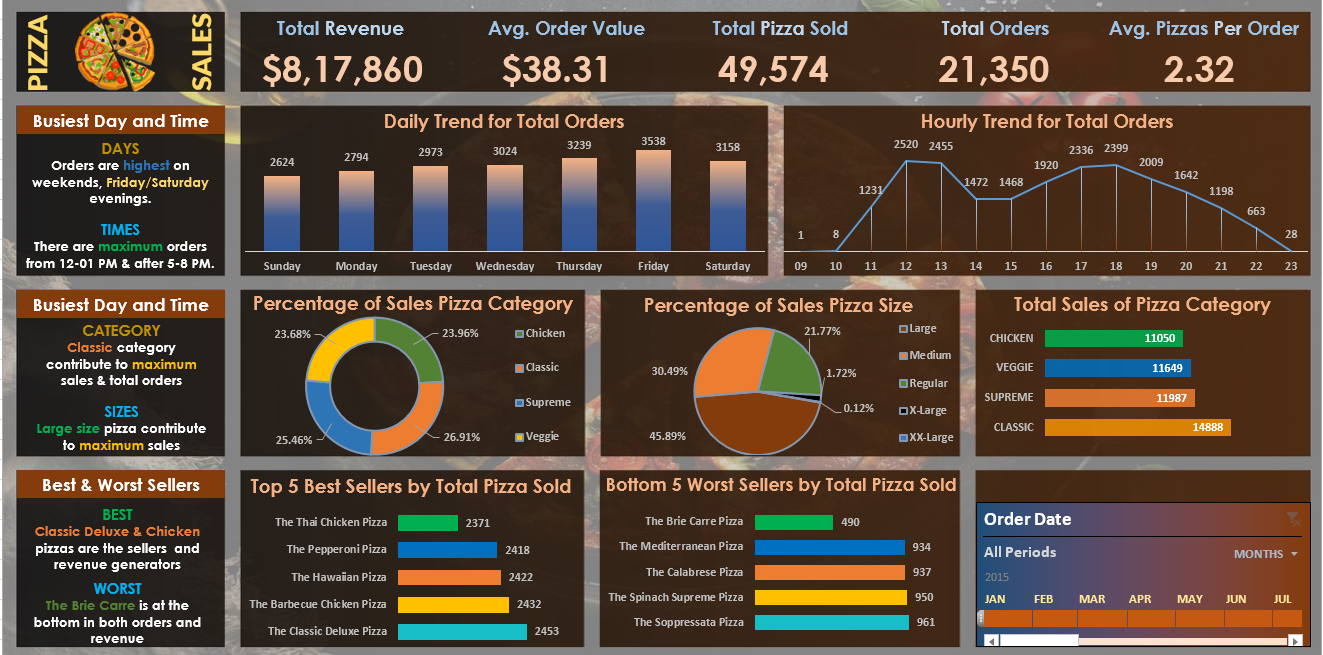 PIZZA
SALES
Total Revenue
$8,17,860
Avg. Order Value
$38.31
Total Pizza Sold
49,574
Total Orders
21,350
Avg. Pizzas Per Order
2.32
Busiest Day and Time
DAYS
Orders are highest on
weekends, Friday/Saturday
evenings.
TIMES
There are maximum orders
from 12-01 PM & after 5-8 PM.
Daily Trend for Total Orders
2624
2794
2973
3024
3239
3538
3158
Sunday
Monday
Tuesday
Wednesday
Thursday
Friday
Saturday
Hourly Trend for Total Orders
1
8
1231
2520
2455
1472
1468
1920
2336
2399
2009
1642
1198
663
28
09
10
11
12
13
14
15
16
17
18
19
20
21
22
23
Busiest Day and Time
CATEGORY
Classic category
contribute to maximum
sales & total orders
SIZES
Large size pizza contribute
to maximum sales
Percentage of Sales Pizza Category
23.68%
23.96%
25.46%
26.91%
Chicken
Classic
Supreme
Veggie
Percentage of Sales Pizza Size
21.77%
30.49%
1.72%
0.12%
45.89%
Large
Medium
Regular
X-Large
XX-Large
Total Sales of Pizza Category
CHICKEN 11050
VEGGIE 11649
SUPREME 11987
CLASSIC 14888
Best & Worst Sellers
BEST
Classic Deluxe & Chicken
pizzas are the sellers and
revenue generators
WORST
The Brie Carre is at the
bottom in both orders and
revenue
Top 5 Best Sellers by Total Pizza Sold
The Thai Chicken Pizza 2371
The Pepperoni Pizza 2418
The Hawaiian Pizza 2422
The Barbecue Chicken Pizza 2432
The Classic Deluxe Pizza 2453
Bottom 5 Worst Sellers by Total Pizza Sold
The Brie Carre Pizza 490
The Mediterranean Pizza 934
The Calabrese Pizza 937
The Spinach Supreme Pizza 950
The Soppressata Pizza 961
Order Date
All Periods
MONTHS
2015
JAN FEB MAR APR MAY JUN JUL